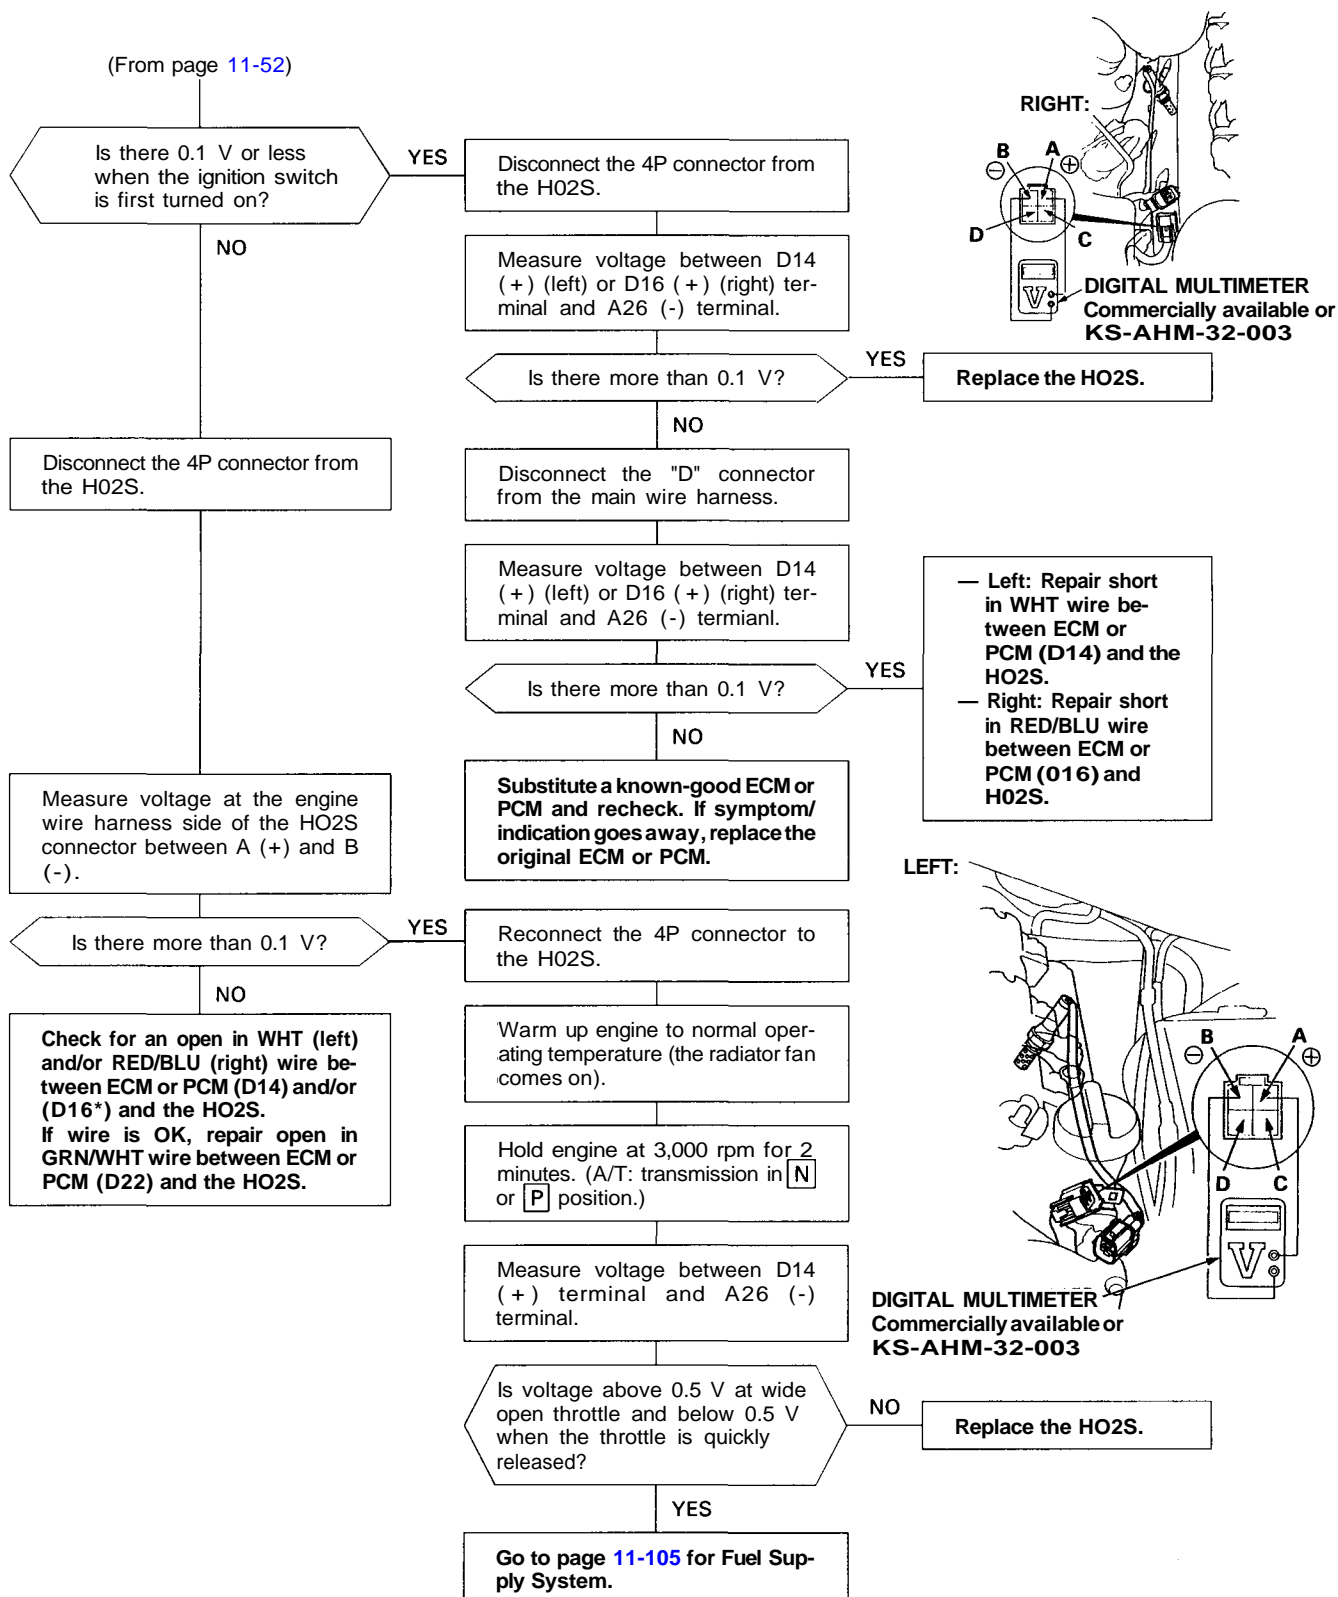 (From page 11-52)
Is there 0.1 V or less
when the ignition switch
is first turned on?
YES
NO
Disconnect the 4P connector from
the H02S.
Measure voltage between D14
(+) (left) or D16 (+) (right) ter-
minal and A26 (-) terminal.
Is there more than 0.1 V?
YES
Replace the HO2S.
NO
RIGHT:
B
A
D
C
V
DIGITAL MULTIMETER
Commercially available or
KS-AHM-32-003
Disconnect the 4P connector from
the H02S.
Disconnect the "D" connector
from the main wire harness.
Measure voltage between D14
(+) (left) or D16 (+) (right) ter-
minal and A26 (-) termianl.
Is there more than 0.1 V?
YES
— Left: Repair short
in WHT wire be-
tween ECM or
PCM (D14) and the
HO2S.
— Right: Repair short
in RED/BLU wire
between ECM or
PCM (016) and
H02S.
NO
Substitute a known-good ECM or
PCM and recheck. If symptom/
indication goes away, replace the
original ECM or PCM.
Measure voltage at the engine
wire harness side of the HO2S
connector between A (+) and B
(-).
Is there more than 0.1 V?
YES
NO
Check for an open in WHT (left)
and/or RED/BLU (right) wire be-
tween ECM or PCM (D14) and/or
(D16*) and the HO2S.
If wire is OK, repair open in
GRN/WHT wire between ECM or
PCM (D22) and the HO2S.
Reconnect the 4P connector to
the H02S.
Warm up engine to normal oper-
ating temperature (the radiator fan
comes on).
Hold engine at 3,000 rpm for 2
minutes. (A/T: transmission in N
or P position.)
Measure voltage between D14
(+) terminal and A26 (-)
terminal.
Is voltage above 0.5 V at wide
open throttle and below 0.5 V
when the throttle is quickly
released?
NO
Replace the HO2S.
YES
Go to page 11-105 for Fuel Sup-
ply System.
LEFT:
B
A
D
C
V
DIGITAL MULTIMETER
Commercially available or
KS-AHM-32-003